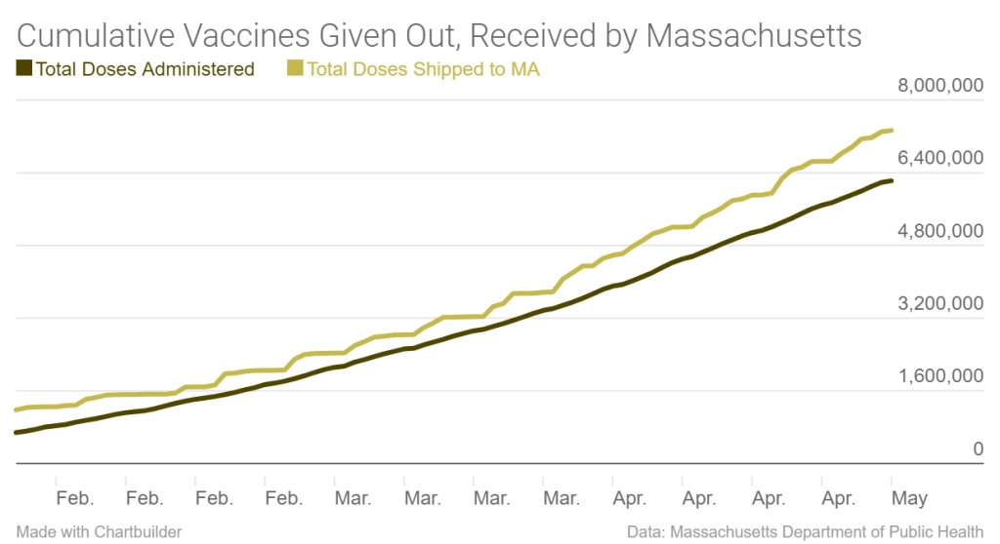 Cumulative Vaccines Given Out, Received by Massachusetts
Total Doses Administered Total Doses Shipped to MA
8,000,000
6,400,000
4,800,000
3,200,000
1,600,000
0
Feb. Feb. Feb. Feb. Mar. Mar. Mar. Mar. Apr. Apr. Apr. Apr. May
Made with Chartbuilder Data: Massachusetts Department of Public Health